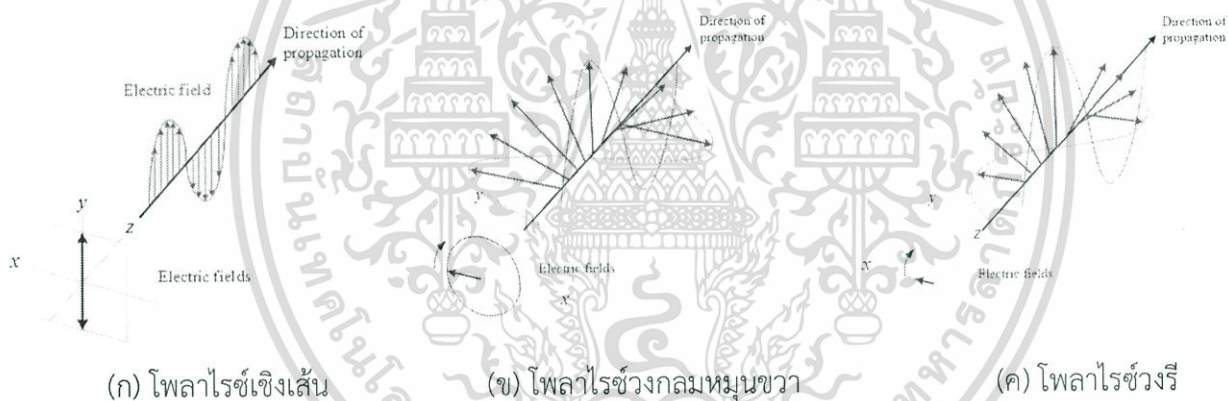 Direction of
propagation
Electric field
y
z
x
Electric fields
(ก) โพลาไรซ์เชิงเส้น
Direction of
propagation
y
Electric fields
x
(ข) โพลาไรซ์วงกลมหมุนขวา
Direction of
propagation
y
z
x
Electric fields
(ค) โพลาไรซ์วงรี